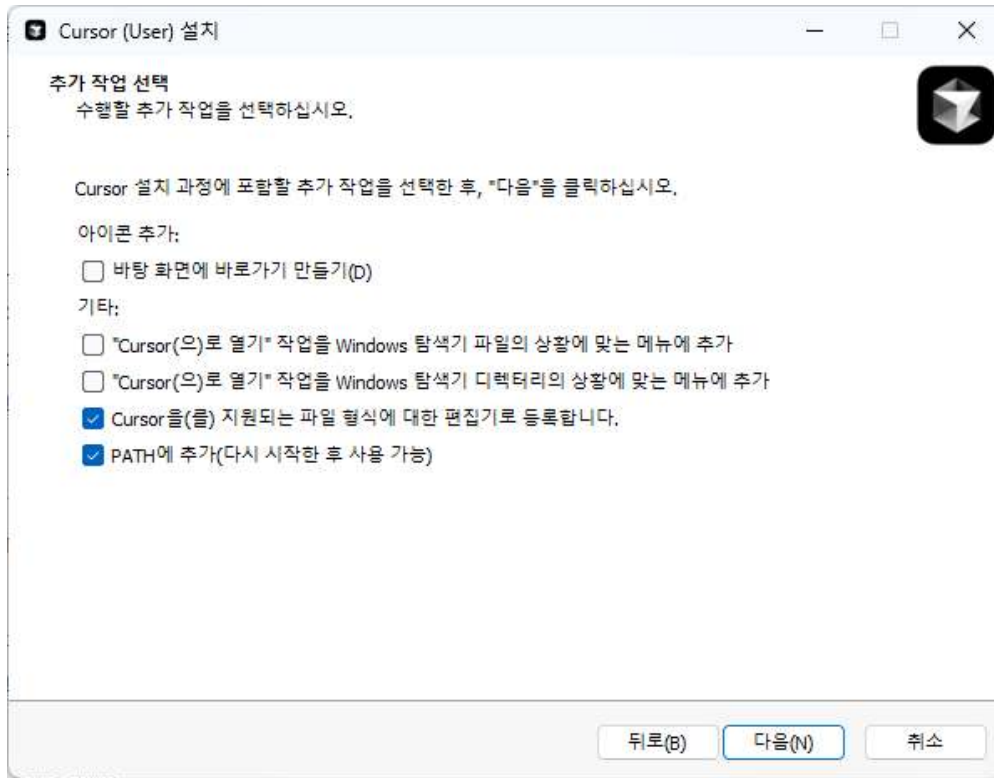 Cursor (User) 설치
추가 작업 선택
수행할 추가 작업을 선택하십시오.
Cursor 설치 과정에 포함할 추가 작업을 선택한 후, "다음"을 클릭하십시오.
아이콘 추가:
바탕 화면에 바로가기 만들기(D)
기타:
"Cursor(으)로 열기" 작업을 Windows 탐색기 파일의 상황에 맞는 메뉴에 추가
"Cursor(으)로 열기" 작업을 Windows 탐색기 디렉터리의 상황에 맞는 메뉴에 추가
Cursor을(를) 지원되는 파일 형식에 대한 편집기로 등록합니다.
PATH에 추가(다시 시작한 후 사용 가능)
뒤로(B) 다음(N) 취소